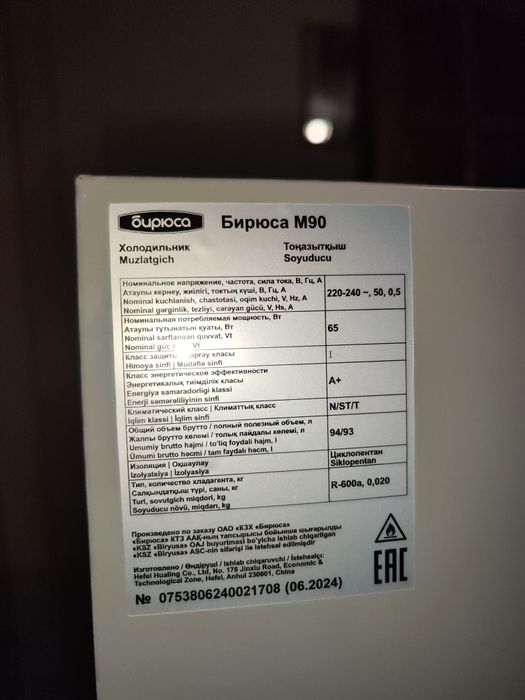 бирюса
Бирюса М90
Холодильник
Muzlatgich
Тоңазытқыш
Soyuducu
Номинальное напряжение, частота, сила тока, В, Гц, А
Атаулы кернеу, жиілігі, токтың күші, В, Гц, А
Nominal kuchlanish, chastotasi, oqim kuchi, V, Hz, A
Nominal gərginlik, tezliyi, cərəyan gücü, V, Hs, A
220-240 ~, 50, 0,5
Номинальная потребляемая мощность, Вт
Атаулы тұтынатын қуаты, Вт
Nominal sarflanadigan quvvat, Vt
Nominal güc Vt
65
Класс защиты класы
Himoya sinfi | Mudafiə sinfi
I
Класс энергетической эффективности
Энергетикалық тиімділік класы
Energiya samaradorligi klassi
Enerji səmərəliliyinin sinfi
A+
Климатический класс | Климаттық класс
Iqlim klassi | İqlim sinfi
N/ST/T
Общий объем брутто / полный полезный объем, л
Жалпы брутто көлемі / толық пайдалы көлемі, л
Umumiy brutto hajmi / to'liq foydali hajm, l
Ümumi brutto həcmi / tam faydalı həcm, l
94/93
Изоляция | Оқшаулау
Izolyatsiya | İzolyasiya
Циклопентан
Siklopentan
Тип, количество хладагента, кг
Салқындатқыш түрі, саны, кг
Turi, sovutgich miqdori, kg
Soyuducu növü, miqdarı, kg
R-600a, 0,020
Произведено по заказу ОАО «КЗХ «Бирюса»
«Бирюса» КТЗ ААҚ-ның тапсырысы бойынша шығарылды
«KSZ «Biryusa» OAJ buyurtmasi bo'yicha ishlab chiqarilgan
«KSZ «Biryusa» ASC-nin sifarişi ilə istehsal edilmişdir
Изготовлено / Өндіруші / Ishlab chiqaruvchi / İstehsalçı:
Hefei Hualing Co., Ltd. No. 176 Jinxiu Road, Economic &
Technological Zone, Hefei, Anhui 230601, China
EAC
№ 0753806240021708 (06.2024)